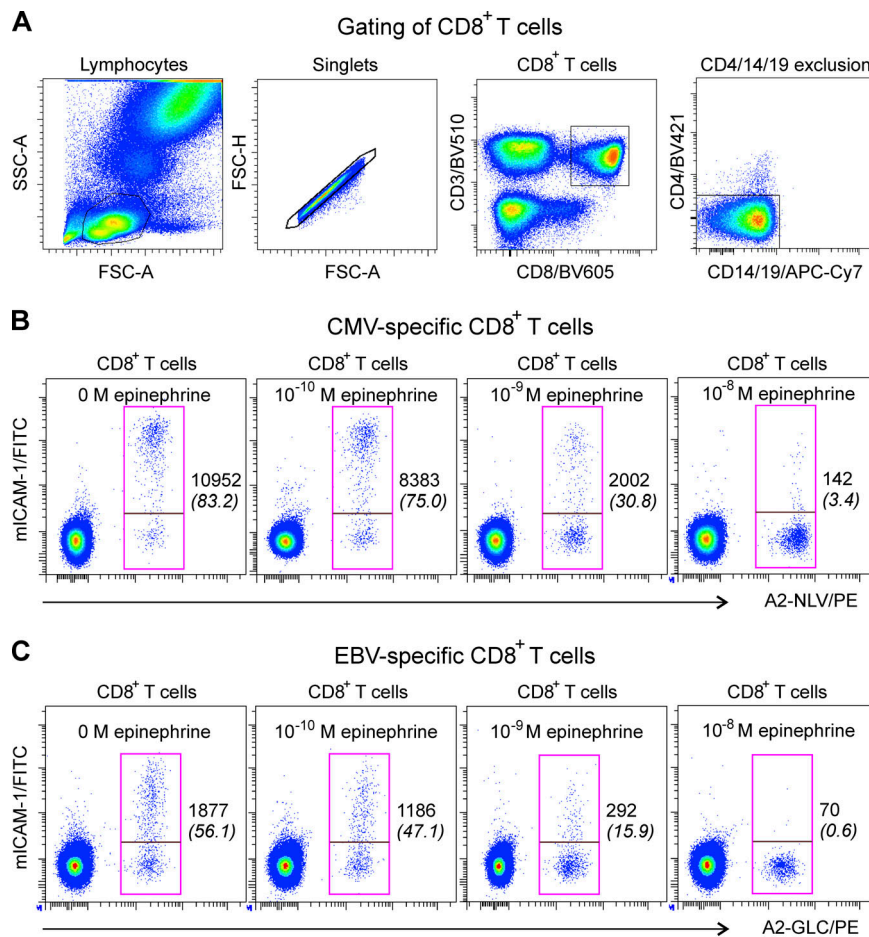 A
Gating of CD8⁺ T cells
Lymphocytes
Singlets
CD8⁺ T cells
CD4/14/19 exclusion
SSC-A
FSC-A
FSC-H
FSC-A
CD3/BV510
CD8/BV605
CD4/BV421
CD14/19/APC-Cy7
B
CMV-specific CD8⁺ T cells
CD8⁺ T cells
CD8⁺ T cells
CD8⁺ T cells
CD8⁺ T cells
0 M epinephrine
10⁻¹⁰ M epinephrine
10⁻⁹ M epinephrine
10⁻⁸ M epinephrine
mICAM-1/FITC
10952
(83.2)
8383
(75.0)
2002
(30.8)
142
(3.4)
A2-NLV/PE
C
EBV-specific CD8⁺ T cells
CD8⁺ T cells
CD8⁺ T cells
CD8⁺ T cells
CD8⁺ T cells
0 M epinephrine
10⁻¹⁰ M epinephrine
10⁻⁹ M epinephrine
10⁻⁸ M epinephrine
mICAM-1/FITC
1877
(56.1)
1186
(47.1)
292
(15.9)
70
(0.6)
A2-GLC/PE